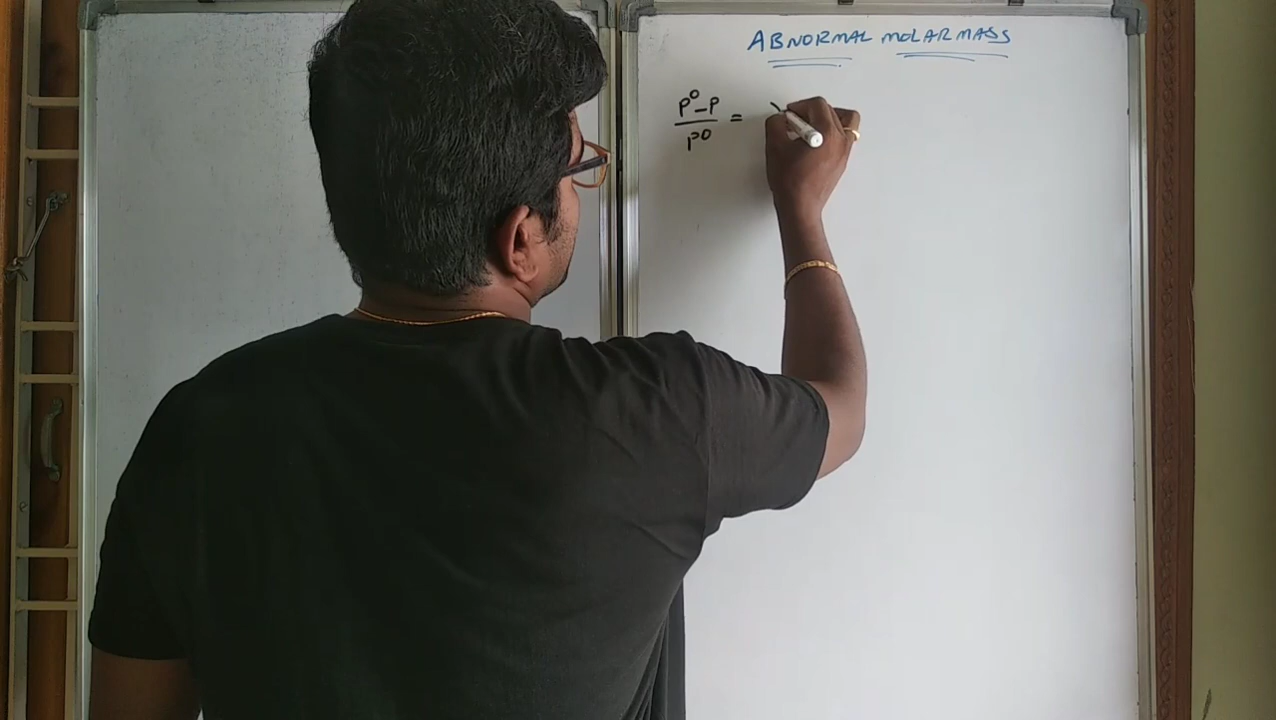 ABNORMAL MOLAR MASS
P⁰-P
P⁰ =